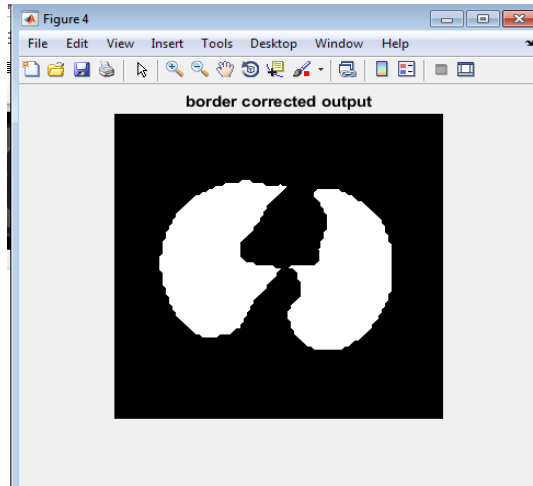 Figure 4
File Edit View Insert Tools Desktop Window Help
border corrected output